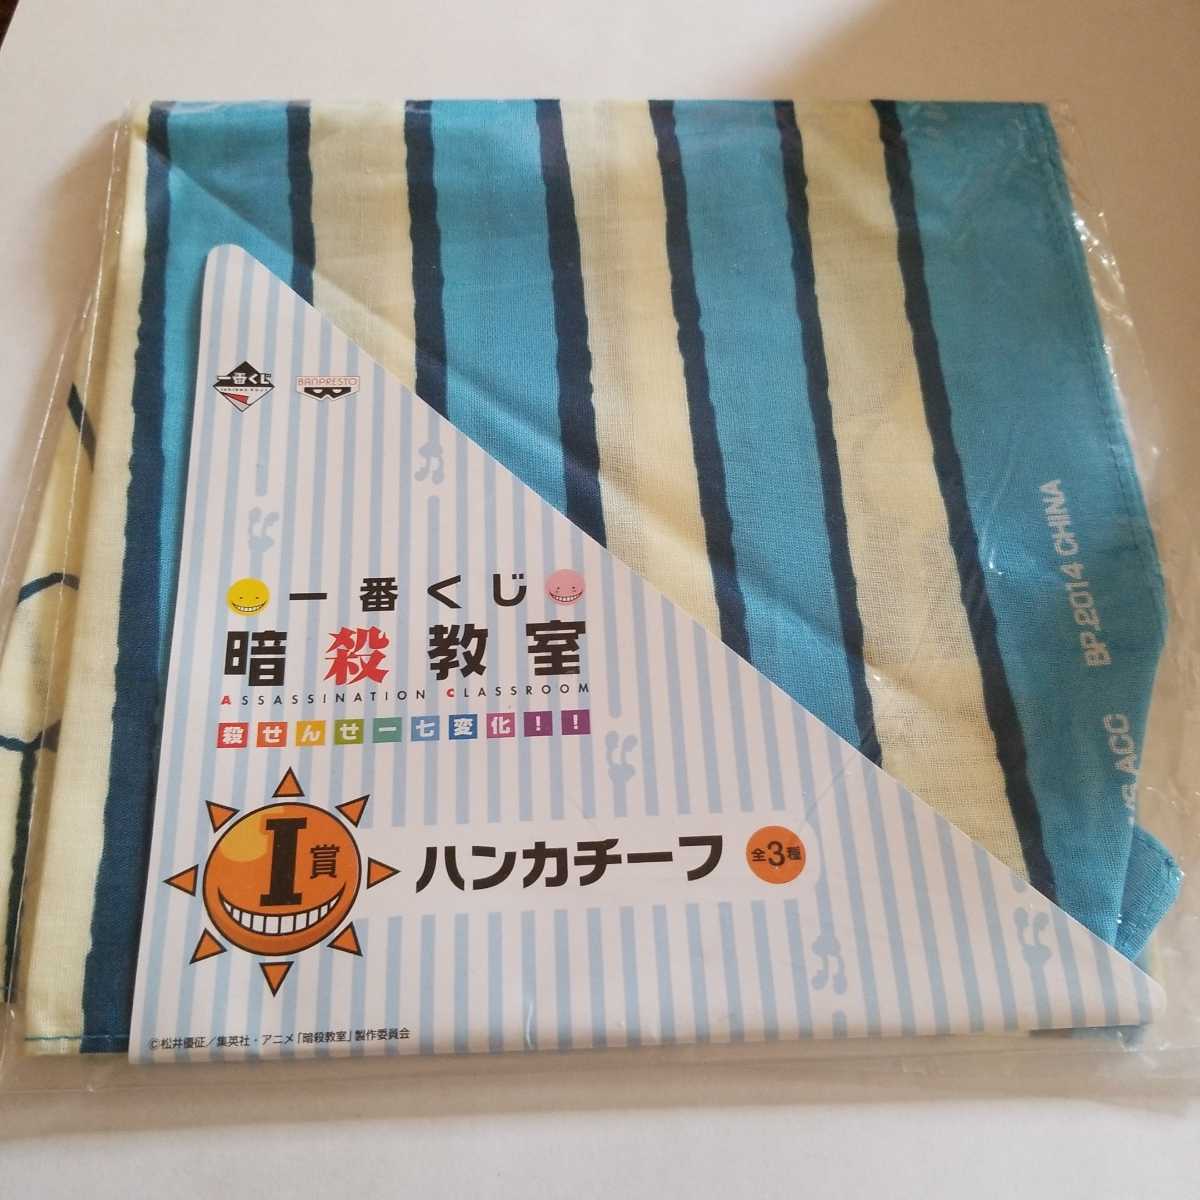 一番くじ
BANPRESTO
一番くじ
暗殺教室
ASSASSINATION CLASSROOM
殺せんせー七変化!!
I賞
ハンカチーフ
全3種
©松井優征/集英社・アニメ「暗殺教室」製作委員会
BP.2014 CHINA